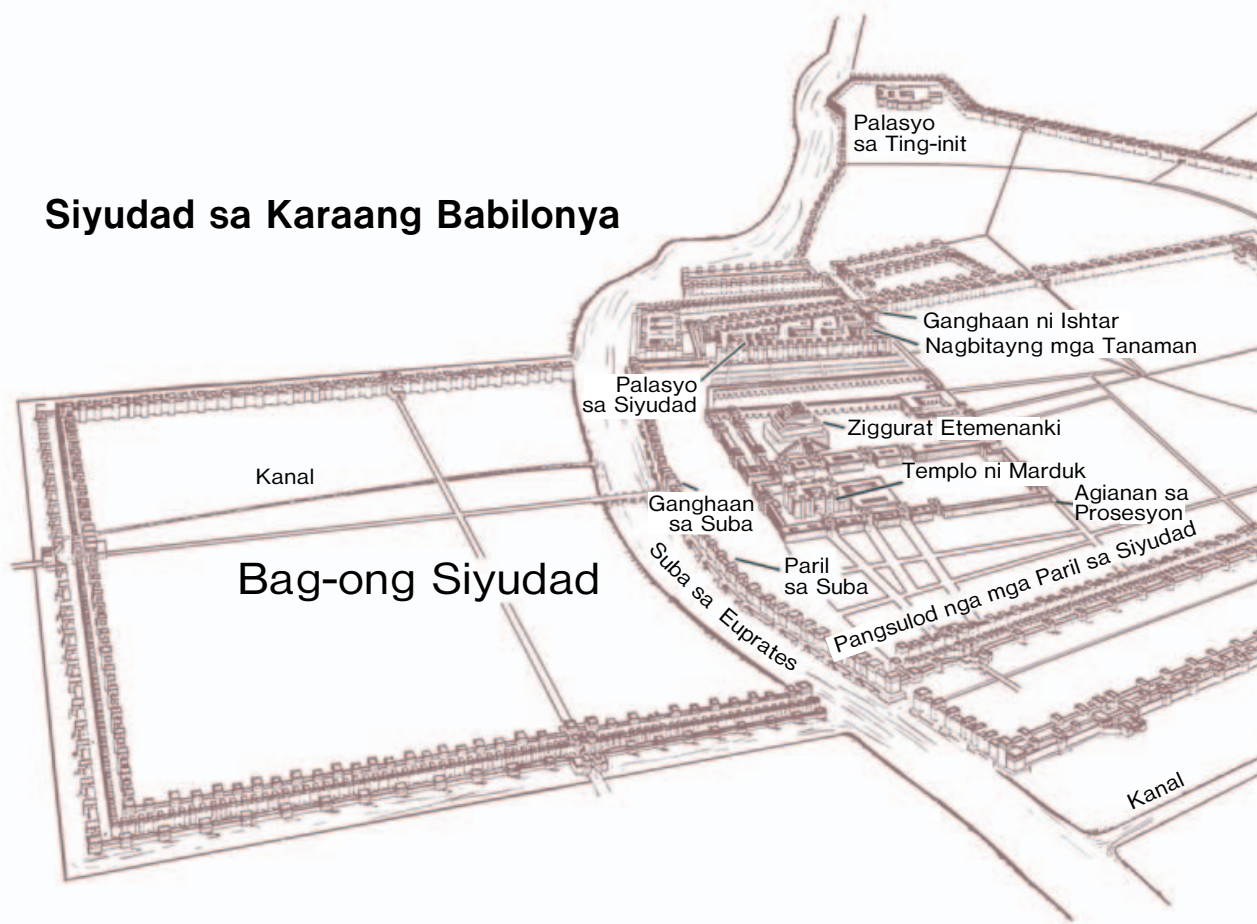 Palasyo
sa Ting-init
Siyudad sa Karaang Babilonya
Ganghaan ni Ishtar
Nagbitayng mga Tanaman
Palasyo
sa Siyudad
Ziggurat Etemenanki
Kanal
Templo ni Marduk
Ganghaan
sa Suba
Agianan sa
Prosesyon
Bag-ong Siyudad
Paril
sa Suba
Suba sa Euprates
Pangsulod nga mga Paril sa Siyudad
Kanal